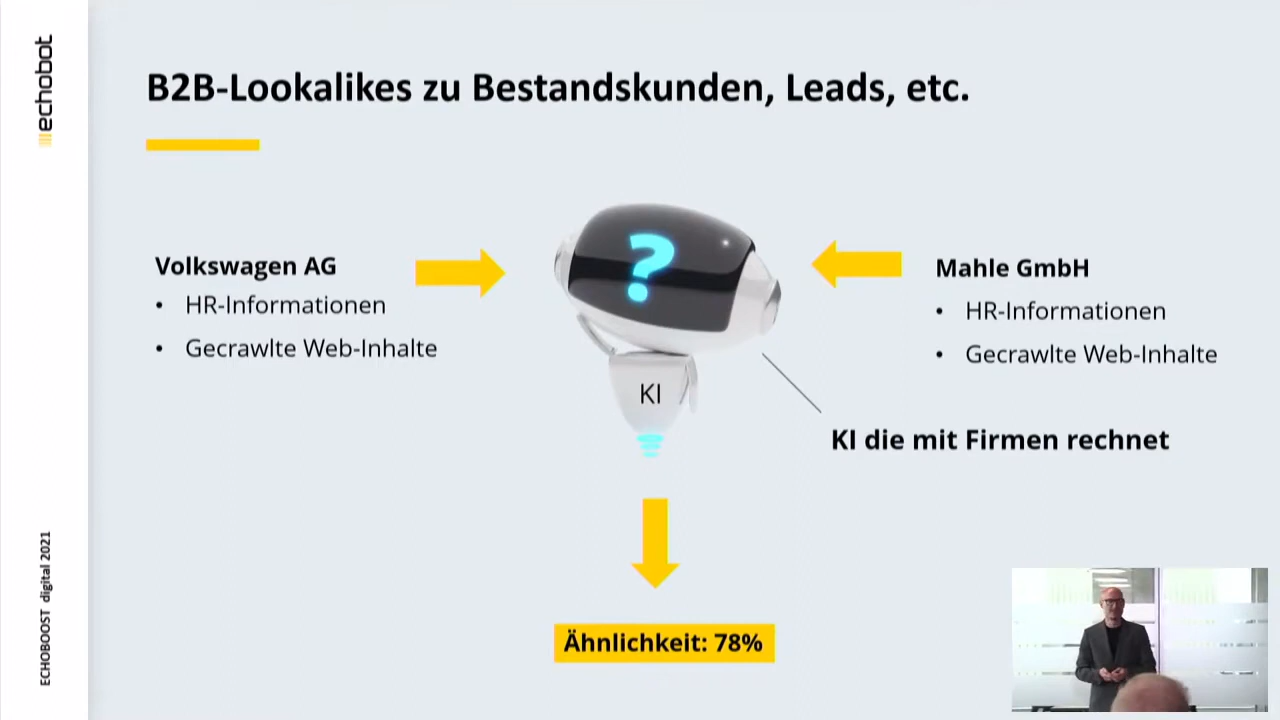 echobot
ECHOBOOST digital 2021
B2B-Lookalikes zu Bestandskunden, Leads, etc.
Volkswagen AG
• HR-Informationen
• Gecrawlte Web-Inhalte
?
KI
Mahle GmbH
• HR-Informationen
• Gecrawlte Web-Inhalte
KI die mit Firmen rechnet
Ähnlichkeit: 78%